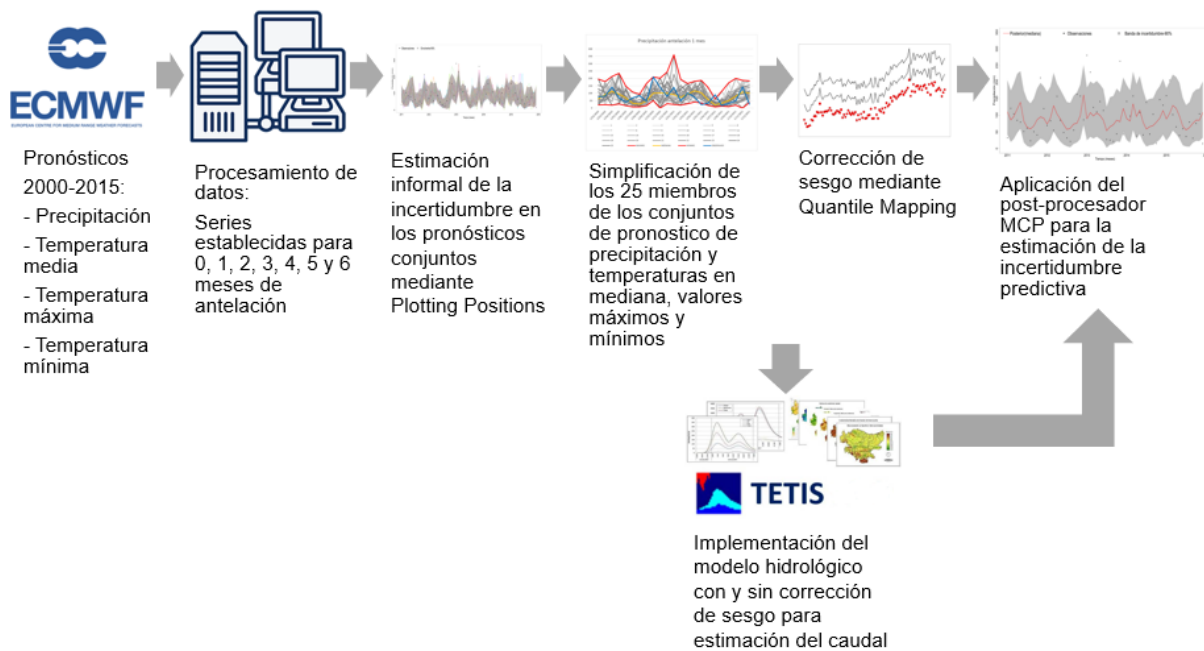 ECMWF
EUROPEAN CENTRE FOR MEDIUM RANGE WEATHER FORECASTS
Pronósticos
2000-2015:
- Precipitación
- Temperatura
media
- Temperatura
máxima
- Temperatura
mínima
Procesamiento de
datos:
Series
establecidas para
0, 1, 2, 3, 4, 5 y 6
meses de
antelación
Estimación
informal de la
incertidumbre en
los pronósticos
conjuntos
mediante
Plotting Positions
Precipitación antelación 1 mes
Simplificación de
los 25 miembros
de los conjuntos
de pronostico de
precipitación y
temperaturas en
mediana, valores
máximos y
mínimos
Corrección de
sesgo mediante
Quantile Mapping
Observaciones
Banda de incertidumbre 90%
Aplicación del
post-procesador
MCP para la
estimación de la
incertidumbre
predictiva
TETIS
Implementación del
modelo hidrológico
con y sin corrección
de sesgo para
estimación del caudal